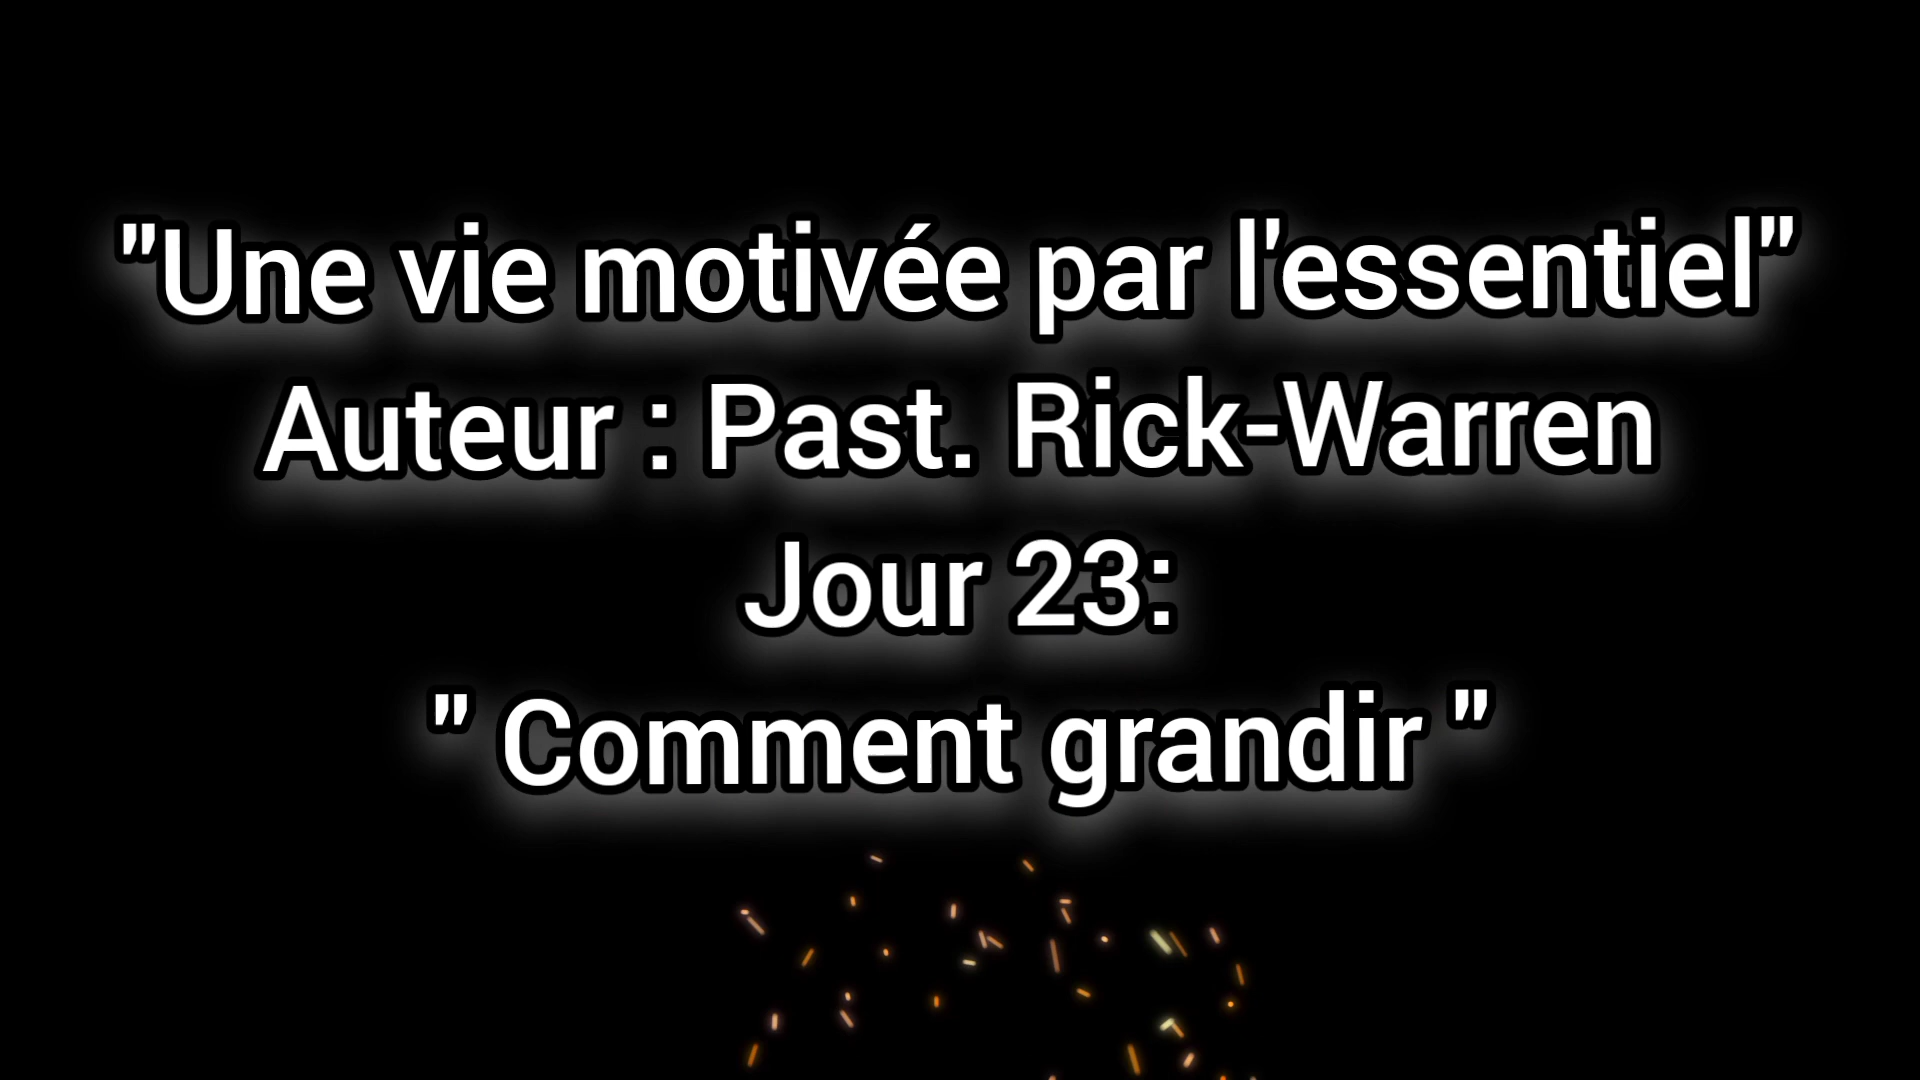 "Une vie motivée par l'essentiel"
Auteur : Past. Rick-Warren
Jour 23:
" Comment grandir "